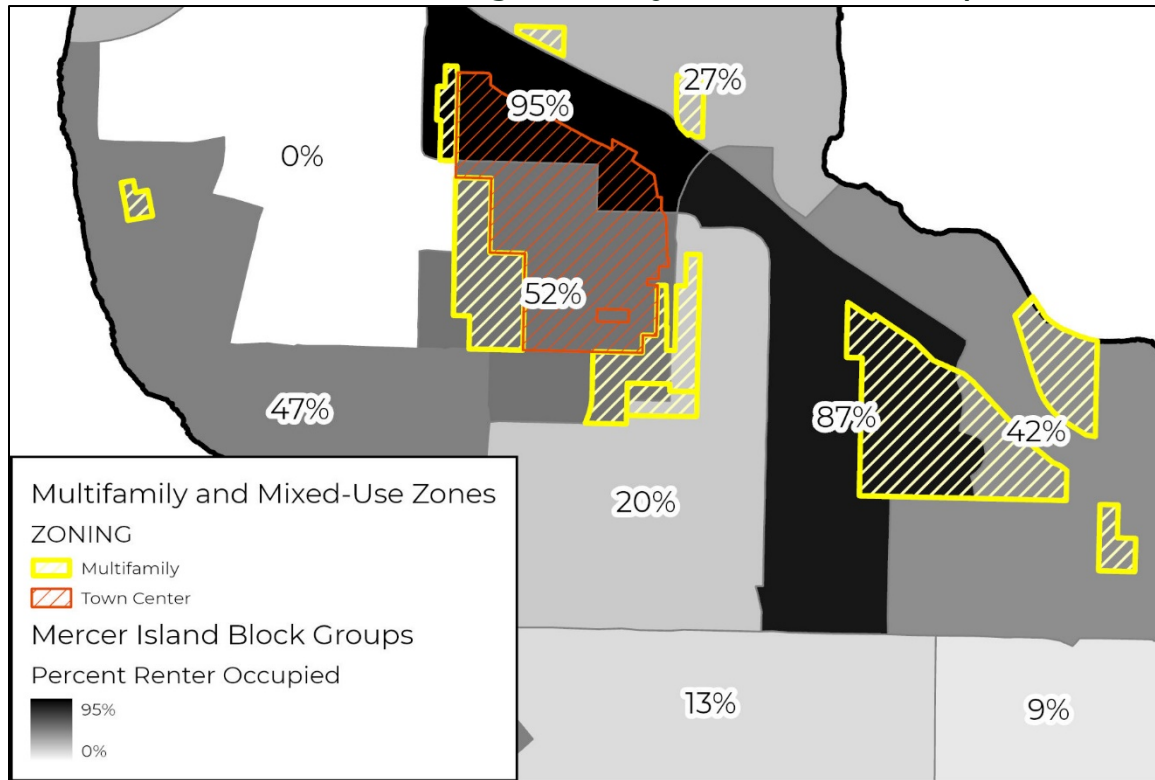 27%
95%
0%
52%
47%
87%
42%
20%
13%
9%
Multifamily and Mixed-Use Zones
ZONING
Multifamily
Town Center
Mercer Island Block Groups
Percent Renter Occupied
95%
0%